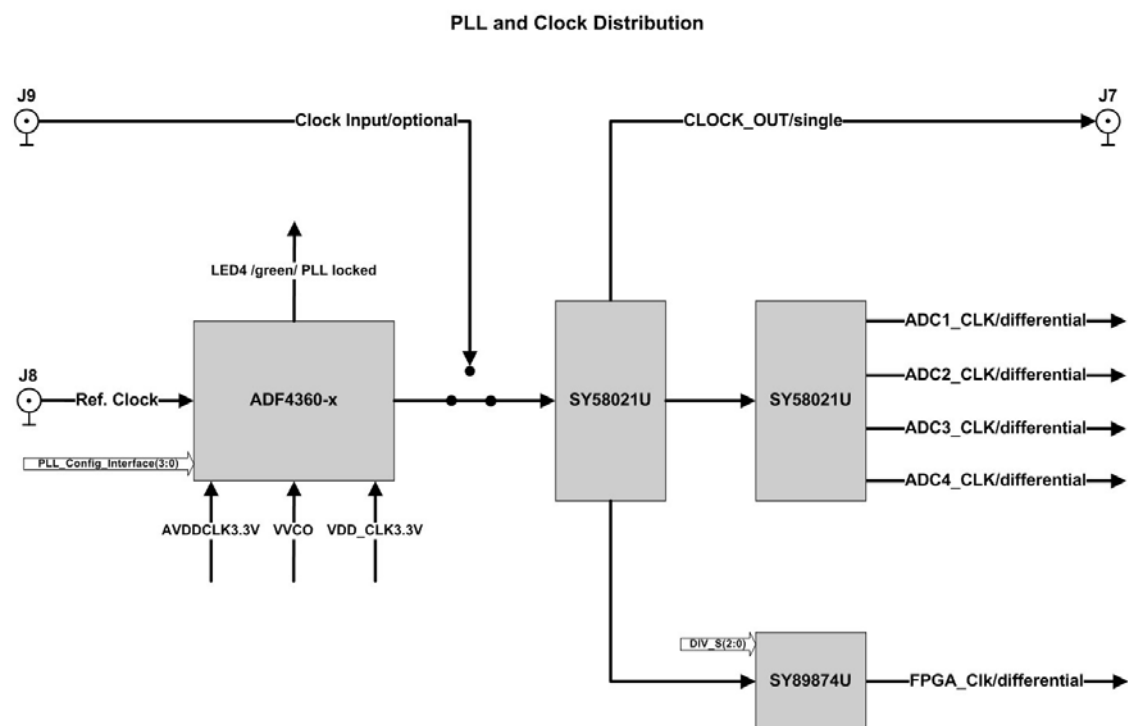 PLL and Clock Distribution
J9
J7
Clock Input/optional
CLOCK_OUT/single
LED4 /green/ PLL locked
ADC1_CLK/differential
J8
ADC2_CLK/differential
Ref. Clock
ADF4360-x
SY58021U
SY58021U
ADC3_CLK/differential
PLL_Config_Interface(3:0)
ADC4_CLK/differential
AVDDCLK3.3V
VVCO
VDD_CLK3.3V
DIV_S(2:0)
SY89874U
FPGA_Clk/differential